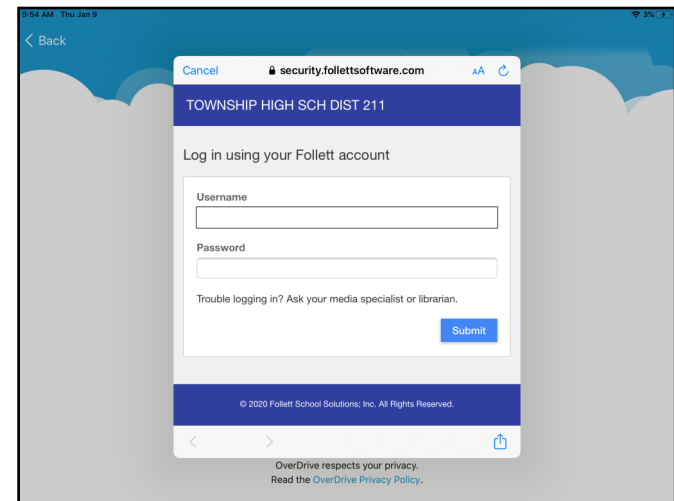 9:54 AM Thu Jan 9
3%
Back
Cancel
security.follettsoftware.com
AA
TOWNSHIP HIGH SCH DIST 211
Log in using your Follett account
Username
Password
Trouble logging in? Ask your media specialist or librarian.
Submit
© 2020 Follett School Solutions; Inc. All Rights Reserved.
OverDrive respects your privacy.
Read the OverDrive Privacy Policy.